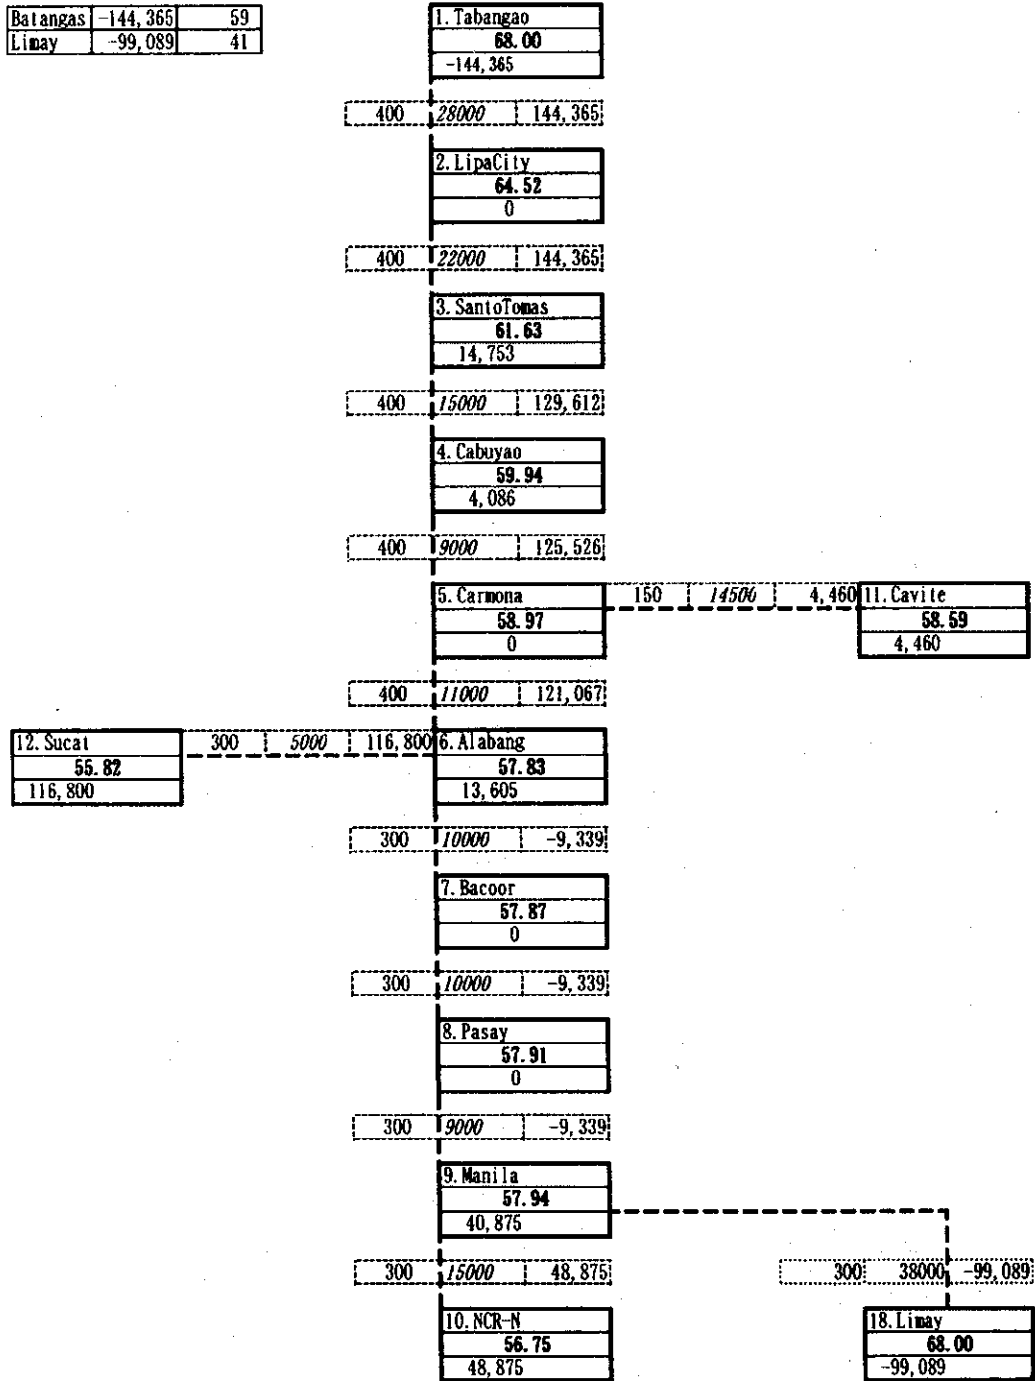 Batangas -144,365 59
Limay -99,089 41
1. Tabangao
68.00
-144,365
400 28000 144,365
2. LipaCity
64.52
0
400 22000 144,365
3. SantoTomas
61.63
14,753
400 15000 129,612
4. Cabuyao
59.94
4,086
400 9000 125,526
5. Carmona 150 14500 4,460 11. Cavite
58.97 58.59
0 4,460
400 11000 121,067
12. Sucat 300 5000 116,800 6. Alabang
55.82 57.83
116,800 13,605
300 10000 -9,339
7. Bacoor
57.87
0
300 10000 -9,339
8. Pasay
57.91
0
300 9000 -9,339
9. Manila
57.94
40,875
300 15000 48,875 300 38000 -99,089
10. NCR-N 18. Limay
56.75 68.00
48,875 -99,089